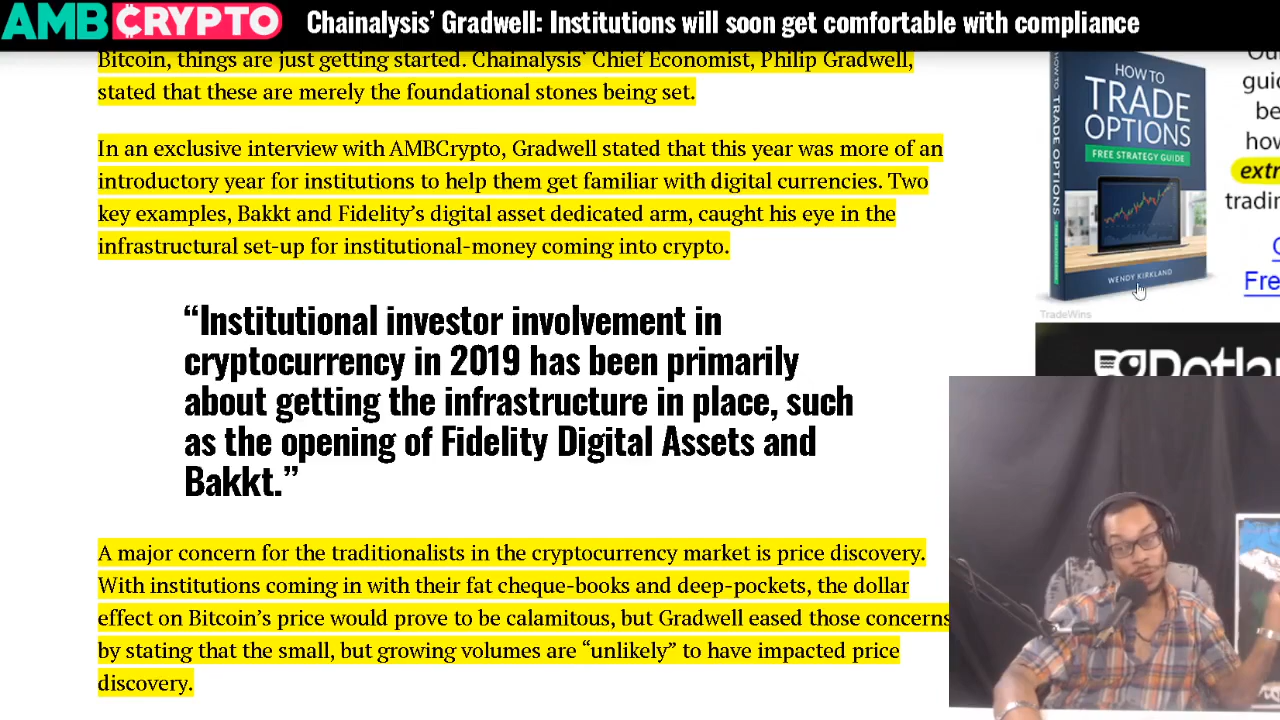 AMBCRYPTO
Chainalysis’ Gradwell: Institutions will soon get comfortable with compliance
Bitcoin, things are just getting started. Chainalysis‘ Chief Economist, Philip Gradwell,
stated that these are merely the foundational stones being set.
In an exclusive interview with AMBCrypto, Gradwell stated that this year was more of an
introductory year for institutions to help them get familiar with digital currencies. Two
key examples, Bakkt and Fidelity’s digital asset dedicated arm, caught his eye in the
infrastructural set-up for institutional-money coming into crypto.
“Institutional investor involvement in
cryptocurrency in 2019 has been primarily
about getting the infrastructure in place, such
as the opening of Fidelity Digital Assets and
Bakkt.”
A major concern for the traditionalists in the cryptocurrency market is price discovery.
With institutions coming in with their fat cheque-books and deep-pockets, the dollar
effect on Bitcoin’s price would prove to be calamitous, but Gradwell eased those concerns
by stating that the small, but growing volumes are “unlikely” to have impacted price
discovery.
HOW TO
TRADE
OPTIONS
FREE STRATEGY GUIDE
WENDY KIRKLAND
HOW TO TRADE OPTIONS
TradeWins